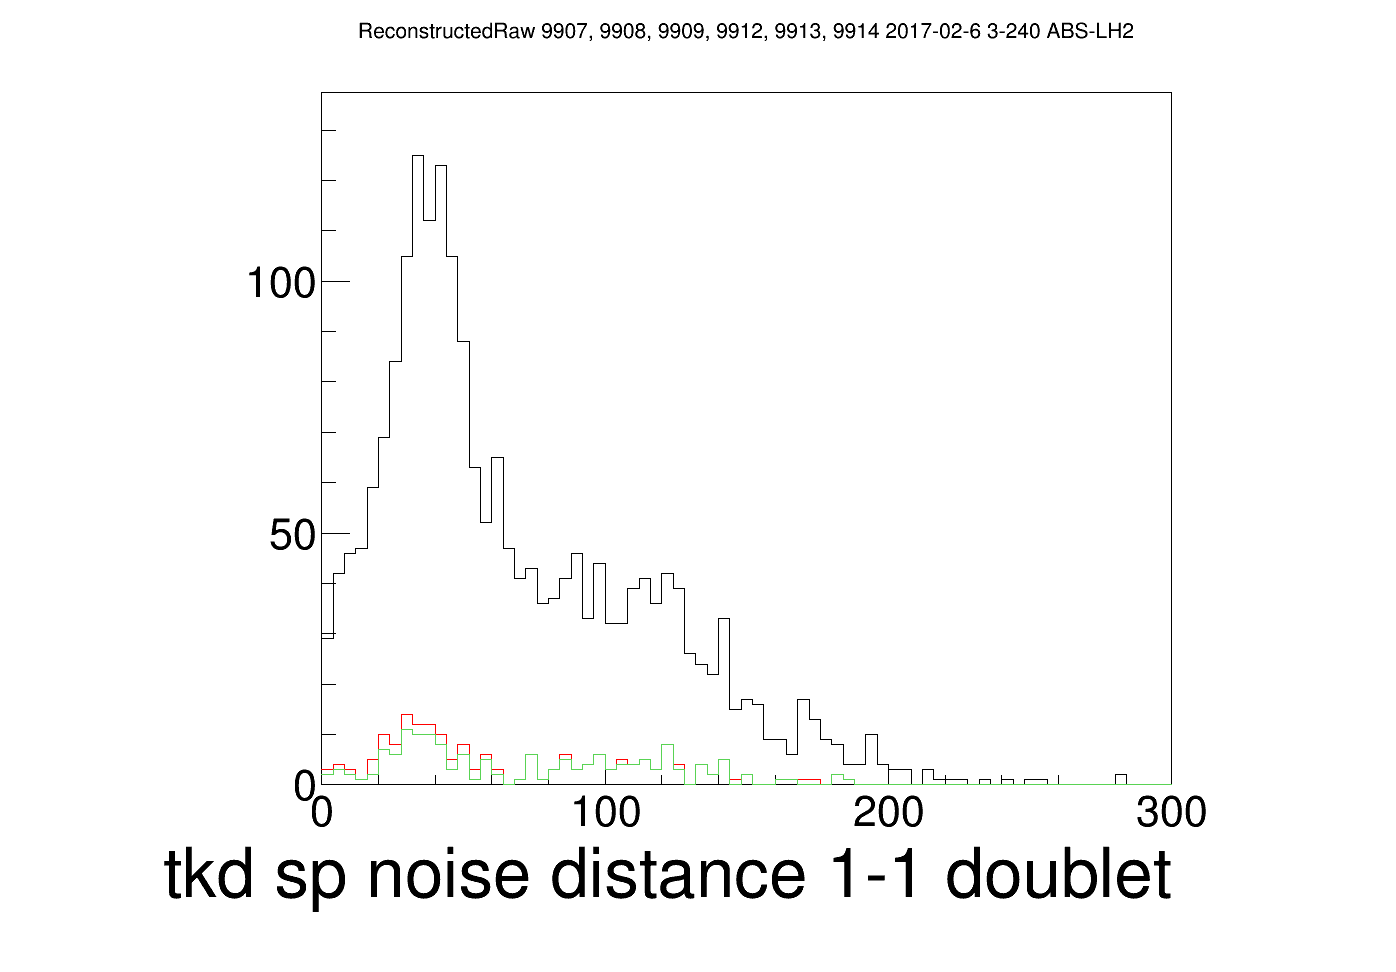 ReconstructedRaw 9907, 9908, 9909, 9912, 9913, 9914 2017-02-6 3-240 ABS-LH2
100
50
0
0 100 200 300
tkd sp noise distance 1-1 doublet